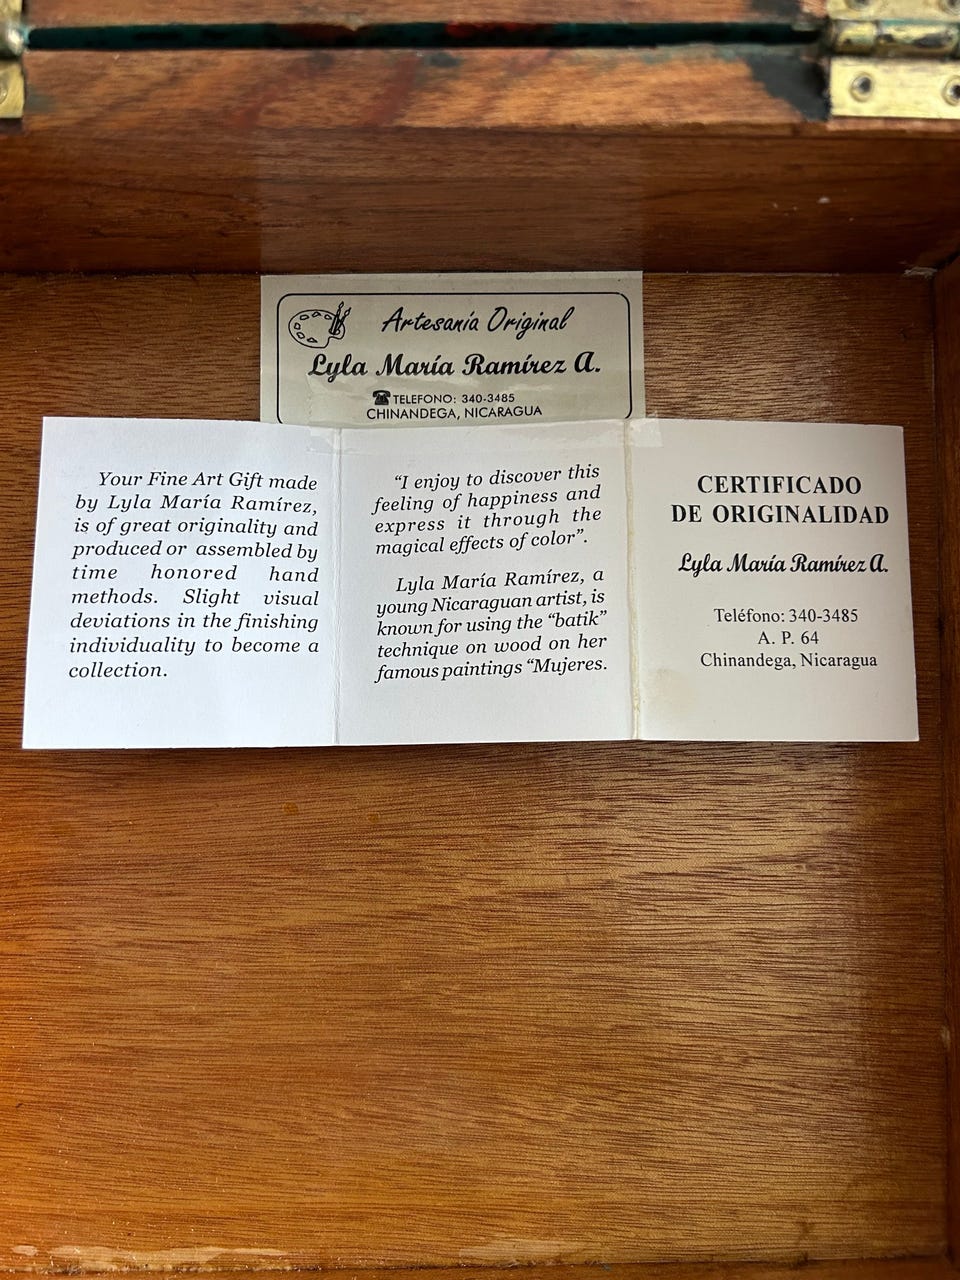 Artesanía Original
Lyla María Ramírez A.
TELEFONO: 340-3485
CHINANDEGA, NICARAGUA
Your Fine Art Gift made
by Lyla María Ramírez,
is of great originality and
produced or assembled by
time honored hand
methods. Slight visual
deviations in the finishing
individuality to become a
collection.
“I enjoy to discover this
feeling of happiness and
express it through the
magical effects of color”.
Lyla María Ramírez, a
young Nicaraguan artist, is
known for using the “batik”
technique on wood on her
famous paintings “Mujeres.
CERTIFICADO
DE ORIGINALIDAD
Lyla María Ramírez A.
Teléfono: 340-3485
A. P. 64
Chinandega, Nicaragua